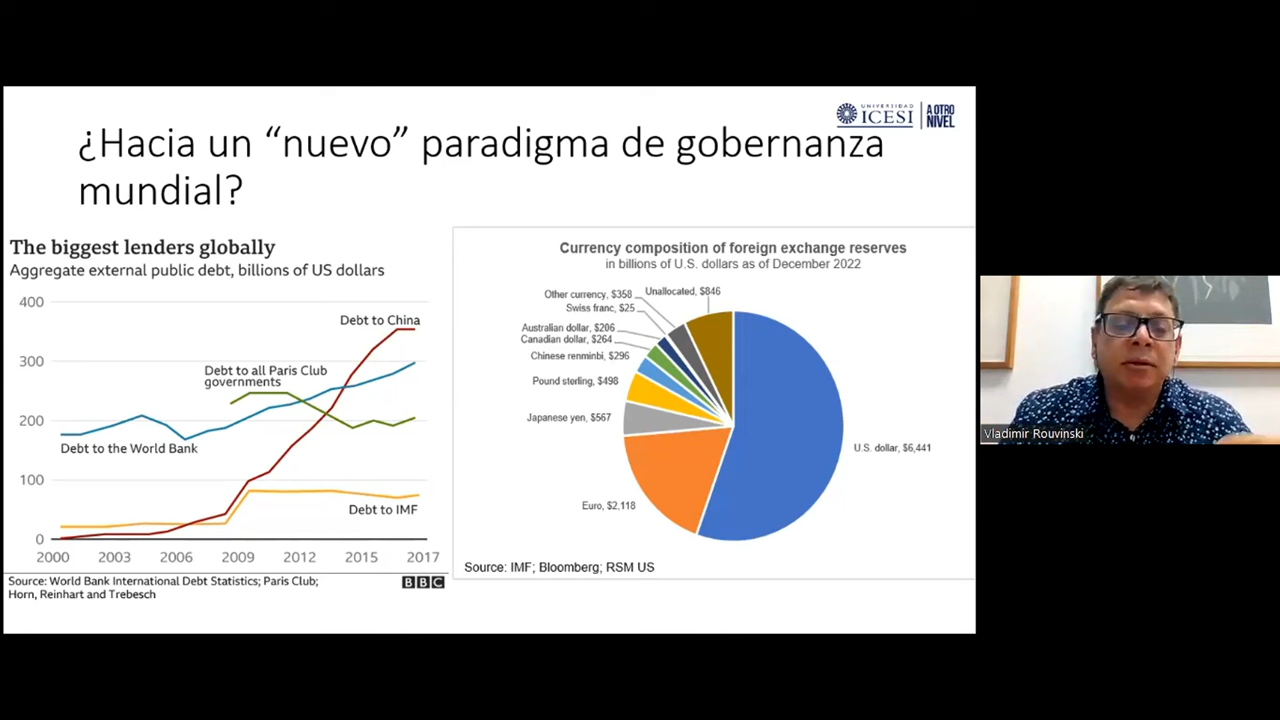 UNIVERSIDAD
ICESI
A OTRO
NIVEL
¿Hacia un “nuevo” paradigma de gobernanza
mundial?
The biggest lenders globally
Aggregate external public debt, billions of US dollars
400
300
200
100
0
Debt to China
Debt to all Paris Club
governments
Debt to the World Bank
Debt to IMF
2000 2003 2006 2009 2012 2015 2017
Source: World Bank International Debt Statistics; Paris Club;
Horn, Reinhart and Trebesch
BBC
Currency composition of foreign exchange reserves
in billions of U.S. dollars as of December 2022
Unallocated, $846
Other currency, $358
Swiss franc, $25
Australian dollar, $206
Canadian dollar, $264
Chinese renminbi, $296
Pound sterling, $498
Japanese yen, $567
Euro, $2,118
U.S. dollar, $6,441
Source: IMF; Bloomberg; RSM US
Vladimir Rouvinski